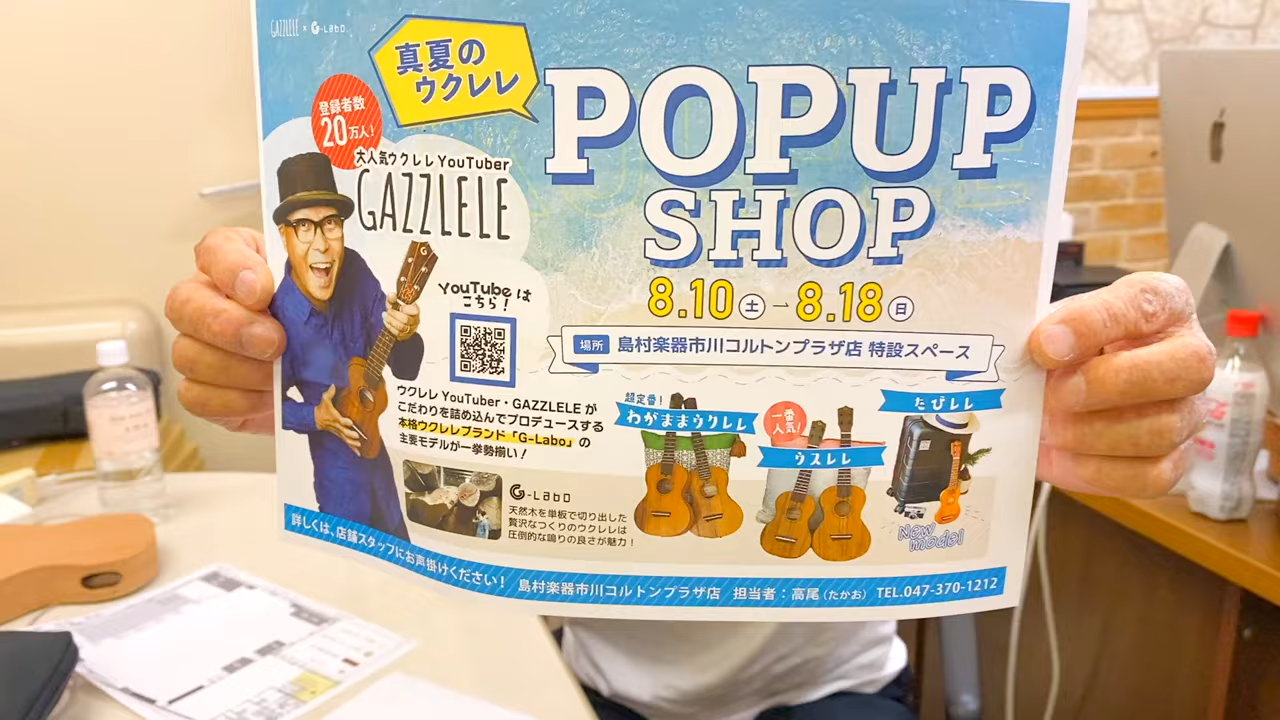 GAZZLELE × G-Labo
真夏の
ウクレレ
POPUP
SHOP
登録者数
20万人!
大人気ウクレレYouTuber
GAZZLELE
YouTubeは
こちら!
8.10(土)→8.18(日)
場所 島村楽器市川コルトンプラザ店 特設スペース
ウクレレYouTuber・GAZZLELEが
こだわりを詰め込んでプロデュースする
本格ウクレレブランド「G-Labo」の
主要モデルが一挙勢揃い!
超定番!
わがままウクレレ
一番
人気!
ウスレレ
たびレレ
New
model
G-Labo
天然木を単板で切り出した
贅沢なつくりのウクレレは
圧倒的な鳴りの良さが魅力!
詳しくは、店舗スタッフにお声掛けください! 島村楽器市川コルトンプラザ店 担当者:高尾(たかお) TEL.047-370-1212